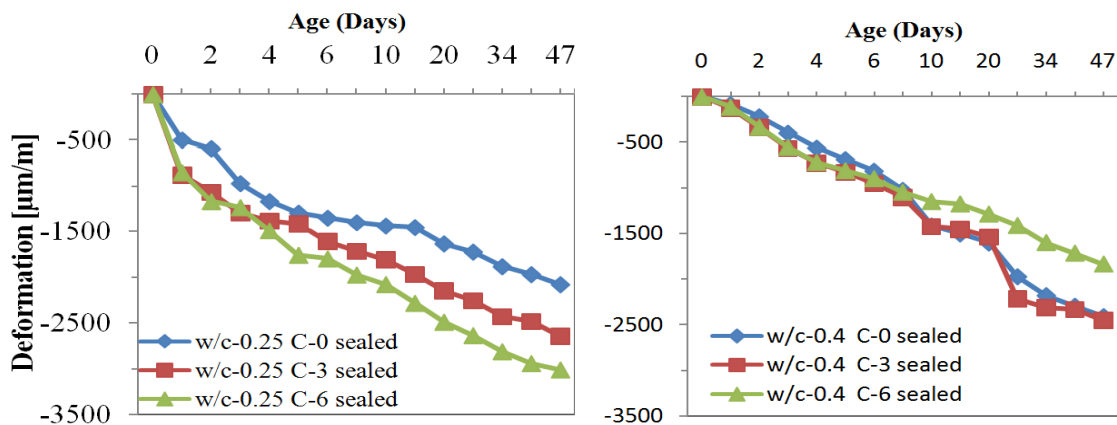 Age (Days)
0 2 4 6 10 20 34 47
-500
-1500
-2500
-3500
Deformation [µm/m]
w/c-0.25 C-0 sealed
w/c-0.25 C-3 sealed
w/c-0.25 C-6 sealed
Age (Days)
0 2 4 6 10 20 34 47
-500
-1500
-2500
-3500
w/c-0.4 C-0 sealed
w/c-0.4 C-3 sealed
w/c-0.4 C-6 sealed